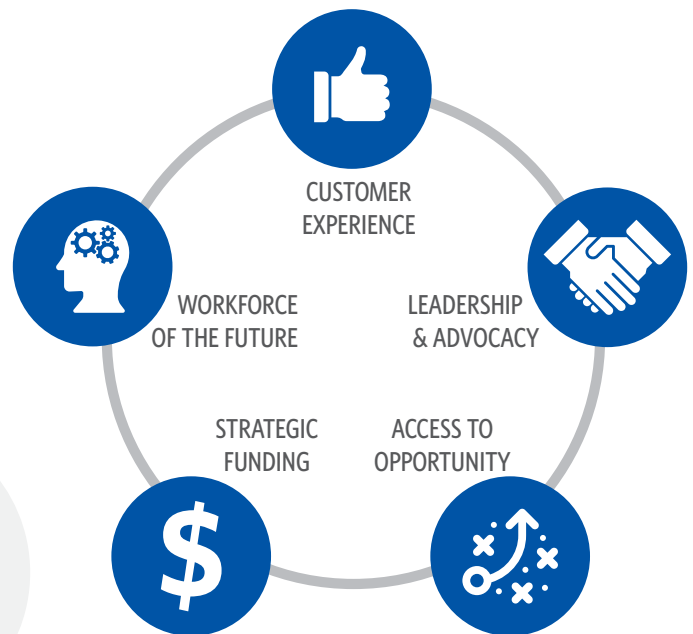 CUSTOMER
EXPERIENCE
WORKFORCE
OF THE FUTURE
LEADERSHIP
& ADVOCACY
STRATEGIC
FUNDING
ACCESS TO
OPPORTUNITY
$